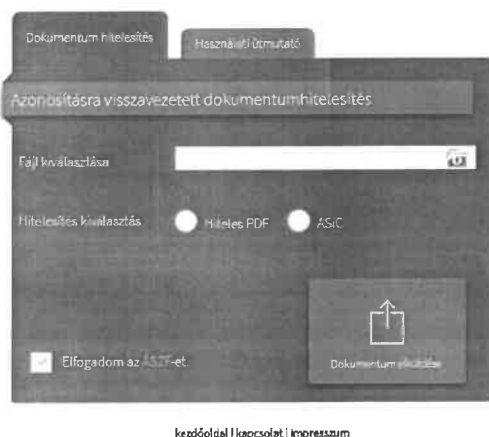 Dokumentum hitelesítés
Használati útmutató
Azonosításra visszavezetett dokumentumhitelesítés
Fájl kiválasztása
Hitelesítés kiválasztás
Hiteles PDF
ASiC
Elfogadom az ÁSZF-et.
Dokumentum
kezdőoldal | kapcsolat | impresszum